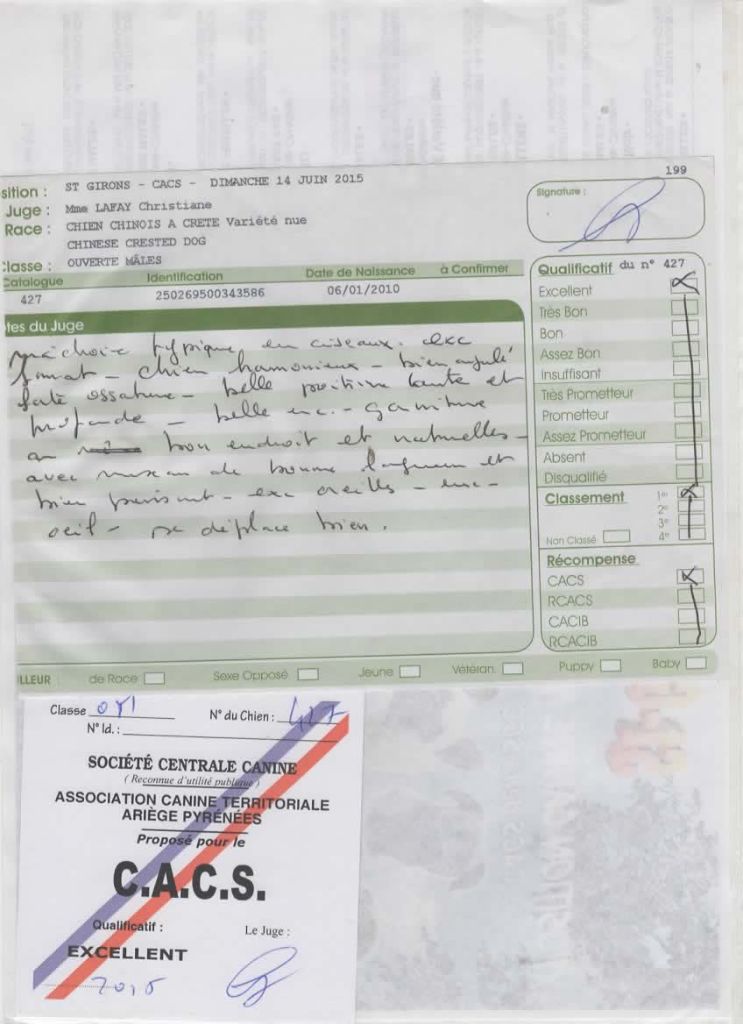 199
sition : ST GIRONS - CACS - DIMANCHE 14 JUIN 2015
Juge : Mme LAFAY Christiane
Race : CHIEN CHINOIS A CRETE Variété nue
CHINESE CRESTED DOG
Classe : OUVERTE MÂLES
Signature :
Catalogue Identification Date de Naissance à Confirmer
427 250269500343586 06/01/2010
tes du Juge
mâchoire typique en ciseaux. exc
format - chien harmonieux - bien angulé
forte ossature - belle poitrine haute et
profonde - belle enc. - garniture
au bon endroit et naturelles -
avec museau de bonne longueur et
bien puissant - exc oreilles - exc -
oeil - se déplace bien.
Qualificatif du n° 427
Excellent X
Très Bon
Bon
Assez Bon
Insuffisant
Très Prometteur
Prometteur
Assez Prometteur
Absent
Disqualifié
Classement 1er X
2e
3e
Non Classé 4e
Récompense
CACS X
RCACS
CACIB
RCACIB
ILLEUR : de Race Sexe Opposé Jeune Vétéran Puppy Baby
Classe N° du Chien : 427
N° Id. :
SOCIÉTÉ CENTRALE CANINE
( Reconnue d'utilité publique )
ASSOCIATION CANINE TERRITORIALE
ARIÈGE PYRÉNÉES
Proposé pour le
C.A.C.S.
Qualificatif : Le Juge :
EXCELLENT
2015